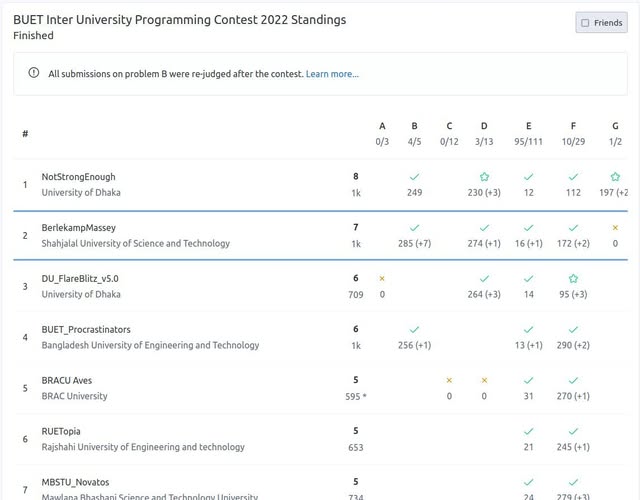 BUET Inter University Programming Contest 2022 Standings
Friends
Finished
All submissions on problem B were re-judged after the contest. Learn more...
# A B C D E F G
0/3 4/5 0/12 3/13 95/111 10/29 1/2
1 NotStrongEnough 8
University of Dhaka 1k 249 230 (+3) 12 112 197 (+2
2 BerlekampMassey 7
Shahjalal University of Science and Technology 1k 285 (+7) 274 (+1) 16 (+1) 172 (+2) 0
3 DU_FlareBlitz_v5.0 6
University of Dhaka 709 0 264 (+3) 14 95 (+3)
4 BUET_Procrastinators 6
Bangladesh University of Engineering and Technology 1k 256 (+1) 13 (+1) 290 (+2)
5 BRACU Aves 5
BRAC University 595 * 0 0 31 270 (+1)
6 RUETopia 5
Rajshahi University of Engineering and technology 653 21 245 (+1)
7 MBSTU_Novatos 5
Mawlana Bhashani Science and Technology University 734 24 279 (+3)